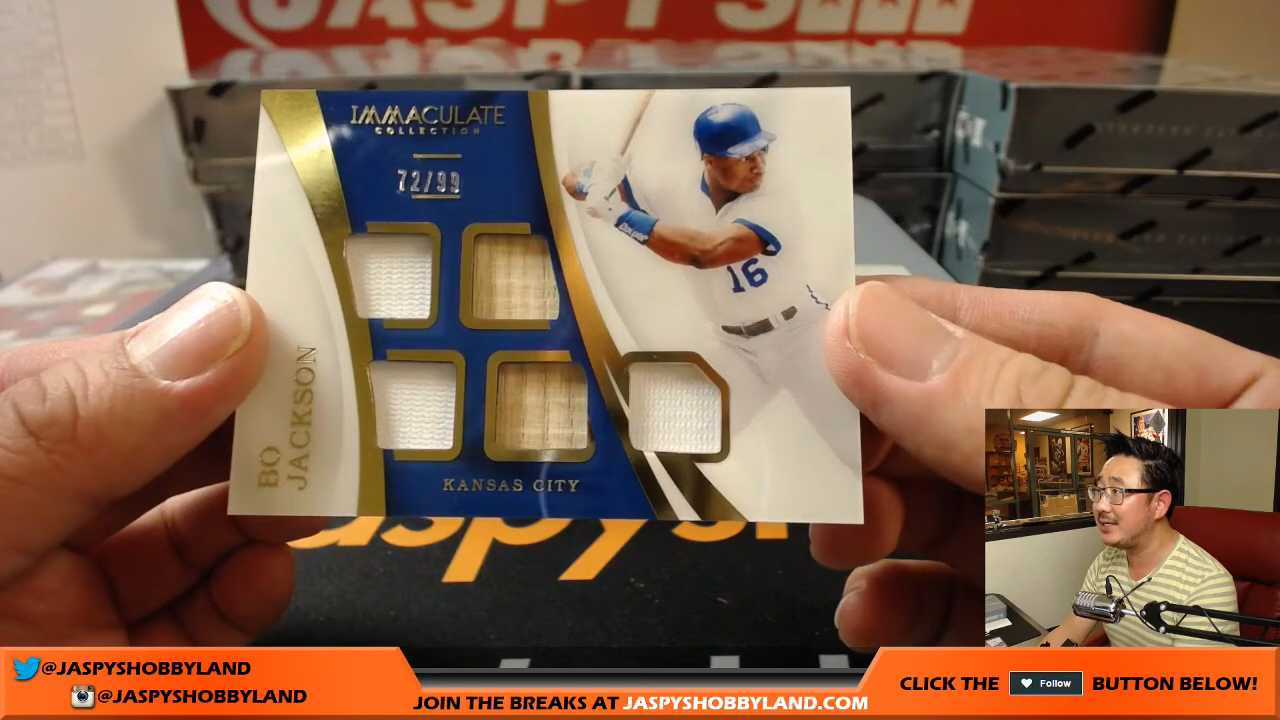 IMMACULATE
COLLECTION
72/99
16
BO
JACKSON
KANSAS CITY
@JASPYSHOBBYLAND
@JASPYSHOBBYLAND
JOIN THE BREAKS AT JASPYSHOBBYLAND.COM
CLICK THE Follow BUTTON BELOW!